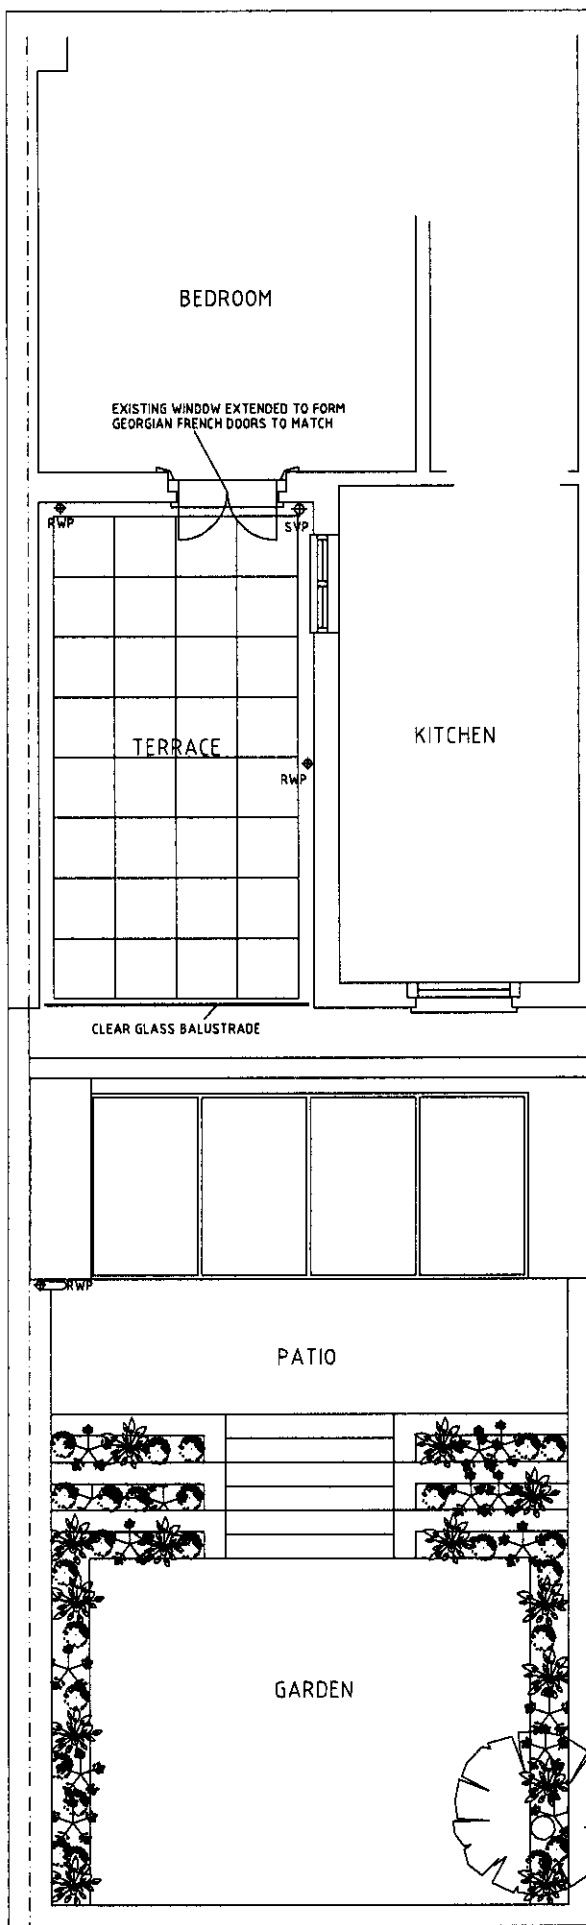 BEDROOM
EXISTING WINDOW EXTENDED TO FORM
GEORGIAN FRENCH DOORS TO MATCH
RWP
SVP
TERRACE
KITCHEN
RWP
CLEAR GLASS BALUSTRADE
RWP
PATIO
GARDEN